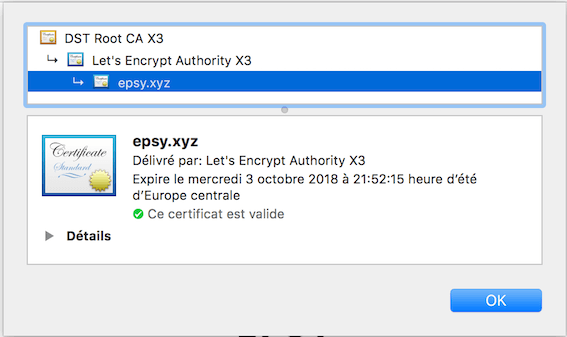 DST Root CA X3
Let's Encrypt Authority X3
epsy.xyz
Certificate
Standard
epsy.xyz
Délivré par: Let's Encrypt Authority X3
Expire le mercredi 3 octobre 2018 à 21:52:15 heure d'été
d'Europe centrale
Ce certificat est valide
Détails
OK